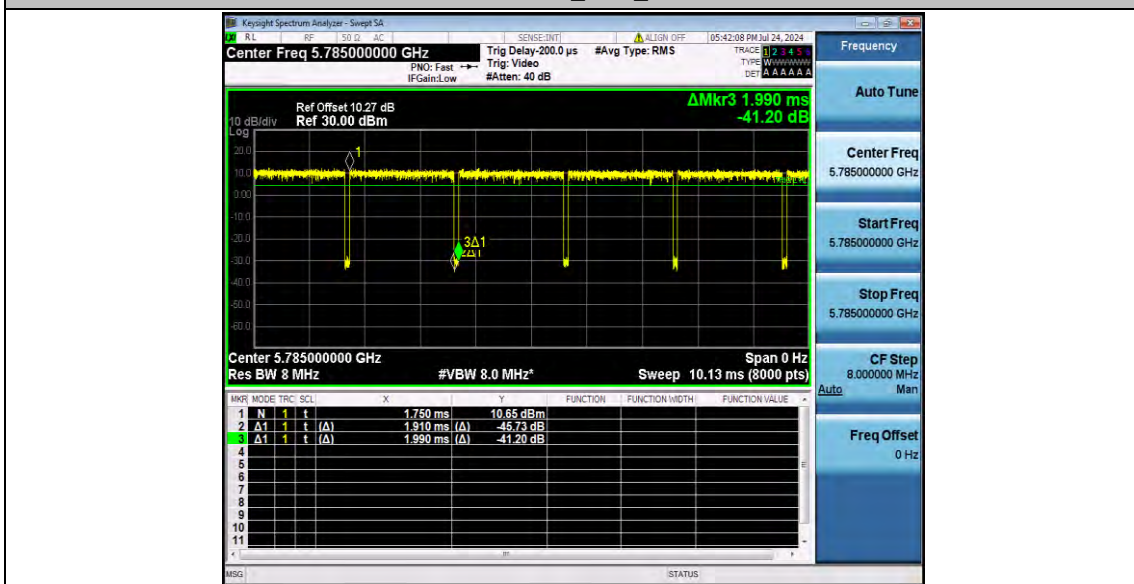 Keysight Spectrum Analyzer - Swept SA
RL RF 50 Ω AC SENSE:INT ALIGN OFF 05:42:08 PM Jul 24, 2024
Center Freq 5.785000000 GHz
PNO: Fast
IFGain:Low
Trig Delay-200.0 µs
Trig: Video
#Atten: 40 dB
#Avg Type: RMS
TRACE 1 2 3 4 5 6
TYPE W
DET A A A A A A
ΔMkr3 1.990 ms
-41.20 dB
Ref Offset 10.27 dB
10 dB/div Ref 30.00 dBm
Log
20.0
10.0
0.00
-10.0
-20.0
-30.0
-40.0
-50.0
-60.0
1
3Δ1
2Δ1
Center 5.785000000 GHz Span 0 Hz
Res BW 8 MHz #VBW 8.0 MHz* Sweep 10.13 ms (8000 pts)
MKR MODE TRC SCL X Y FUNCTION FUNCTION WIDTH FUNCTION VALUE
1 N 1 t 1.750 ms 10.65 dBm
2 Δ1 1 t (Δ) 1.910 ms (Δ) -45.73 dB
3 Δ1 1 t (Δ) 1.990 ms (Δ) -41.20 dB
4
5
6
7
8
9
10
11
MSG STATUS
Frequency
Auto Tune
Center Freq
5.785000000 GHz
Start Freq
5.785000000 GHz
Stop Freq
5.785000000 GHz
CF Step
8.000000 MHz
Auto Man
Freq Offset
0 Hz